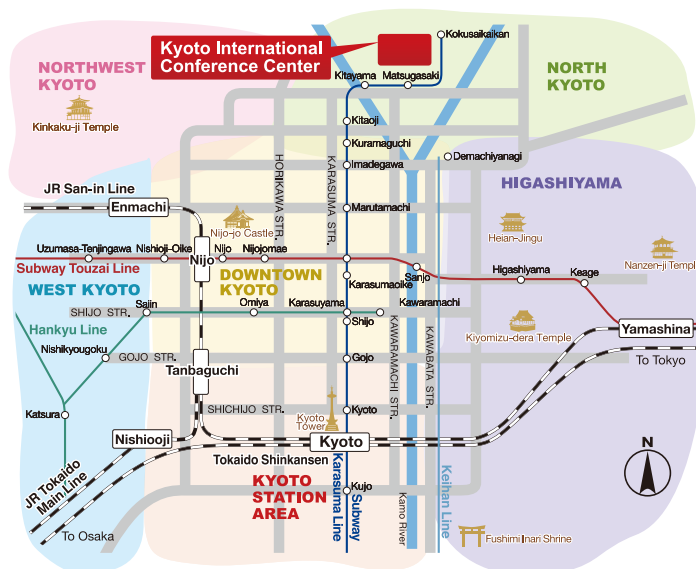 Kyoto International
Conference Center
Kokusaikaikan
Kitayama
Matsugasaki
NORTHWEST
KYOTO
NORTH
KYOTO
Kinkaku-ji Temple
Kitaoji
Kuramaguchi
Imadegawa
Demachiyanagi
HORIKAWA STR.
KARASUMA STR.
HIGASHIYAMA
JR San-in Line
Enmachi
Marutamachi
Nijo-jo Castle
Heian-Jingu
Nanzen-ji Templ
Uzumasa-Tenjingawa
Nishioji-Oike
Nijo
Nijo
Nijojomae
Subway Touzai Line
Karasumaoike
Sanjo
Higashiyama
Keage
WEST KYOTO
DOWNTOWN
KYOTO
SHIJO STR.
Saiin
Omiya
Karasuyama
Kawaramachi
Hankyu Line
Shijo
Kiyomizu-dera Temple
Yamashina
Nishikyougoku
GOJO STR.
Gojo
To Tokyo
Tanbaguchi
KAWARAMACHI STR.
KAWABATA STR.
Katsura
SHICHIJO STR.
Kyoto
Tower
Kyoto
Nishiooji
Kyoto
Tokaido Shinkansen
N
JR Tokaido
Main Line
KYOTO
STATION
AREA
Kujo
Subway
Karasuma Line
Kamo River
Keihan Line
To Osaka
Fushimi Inari Shrine